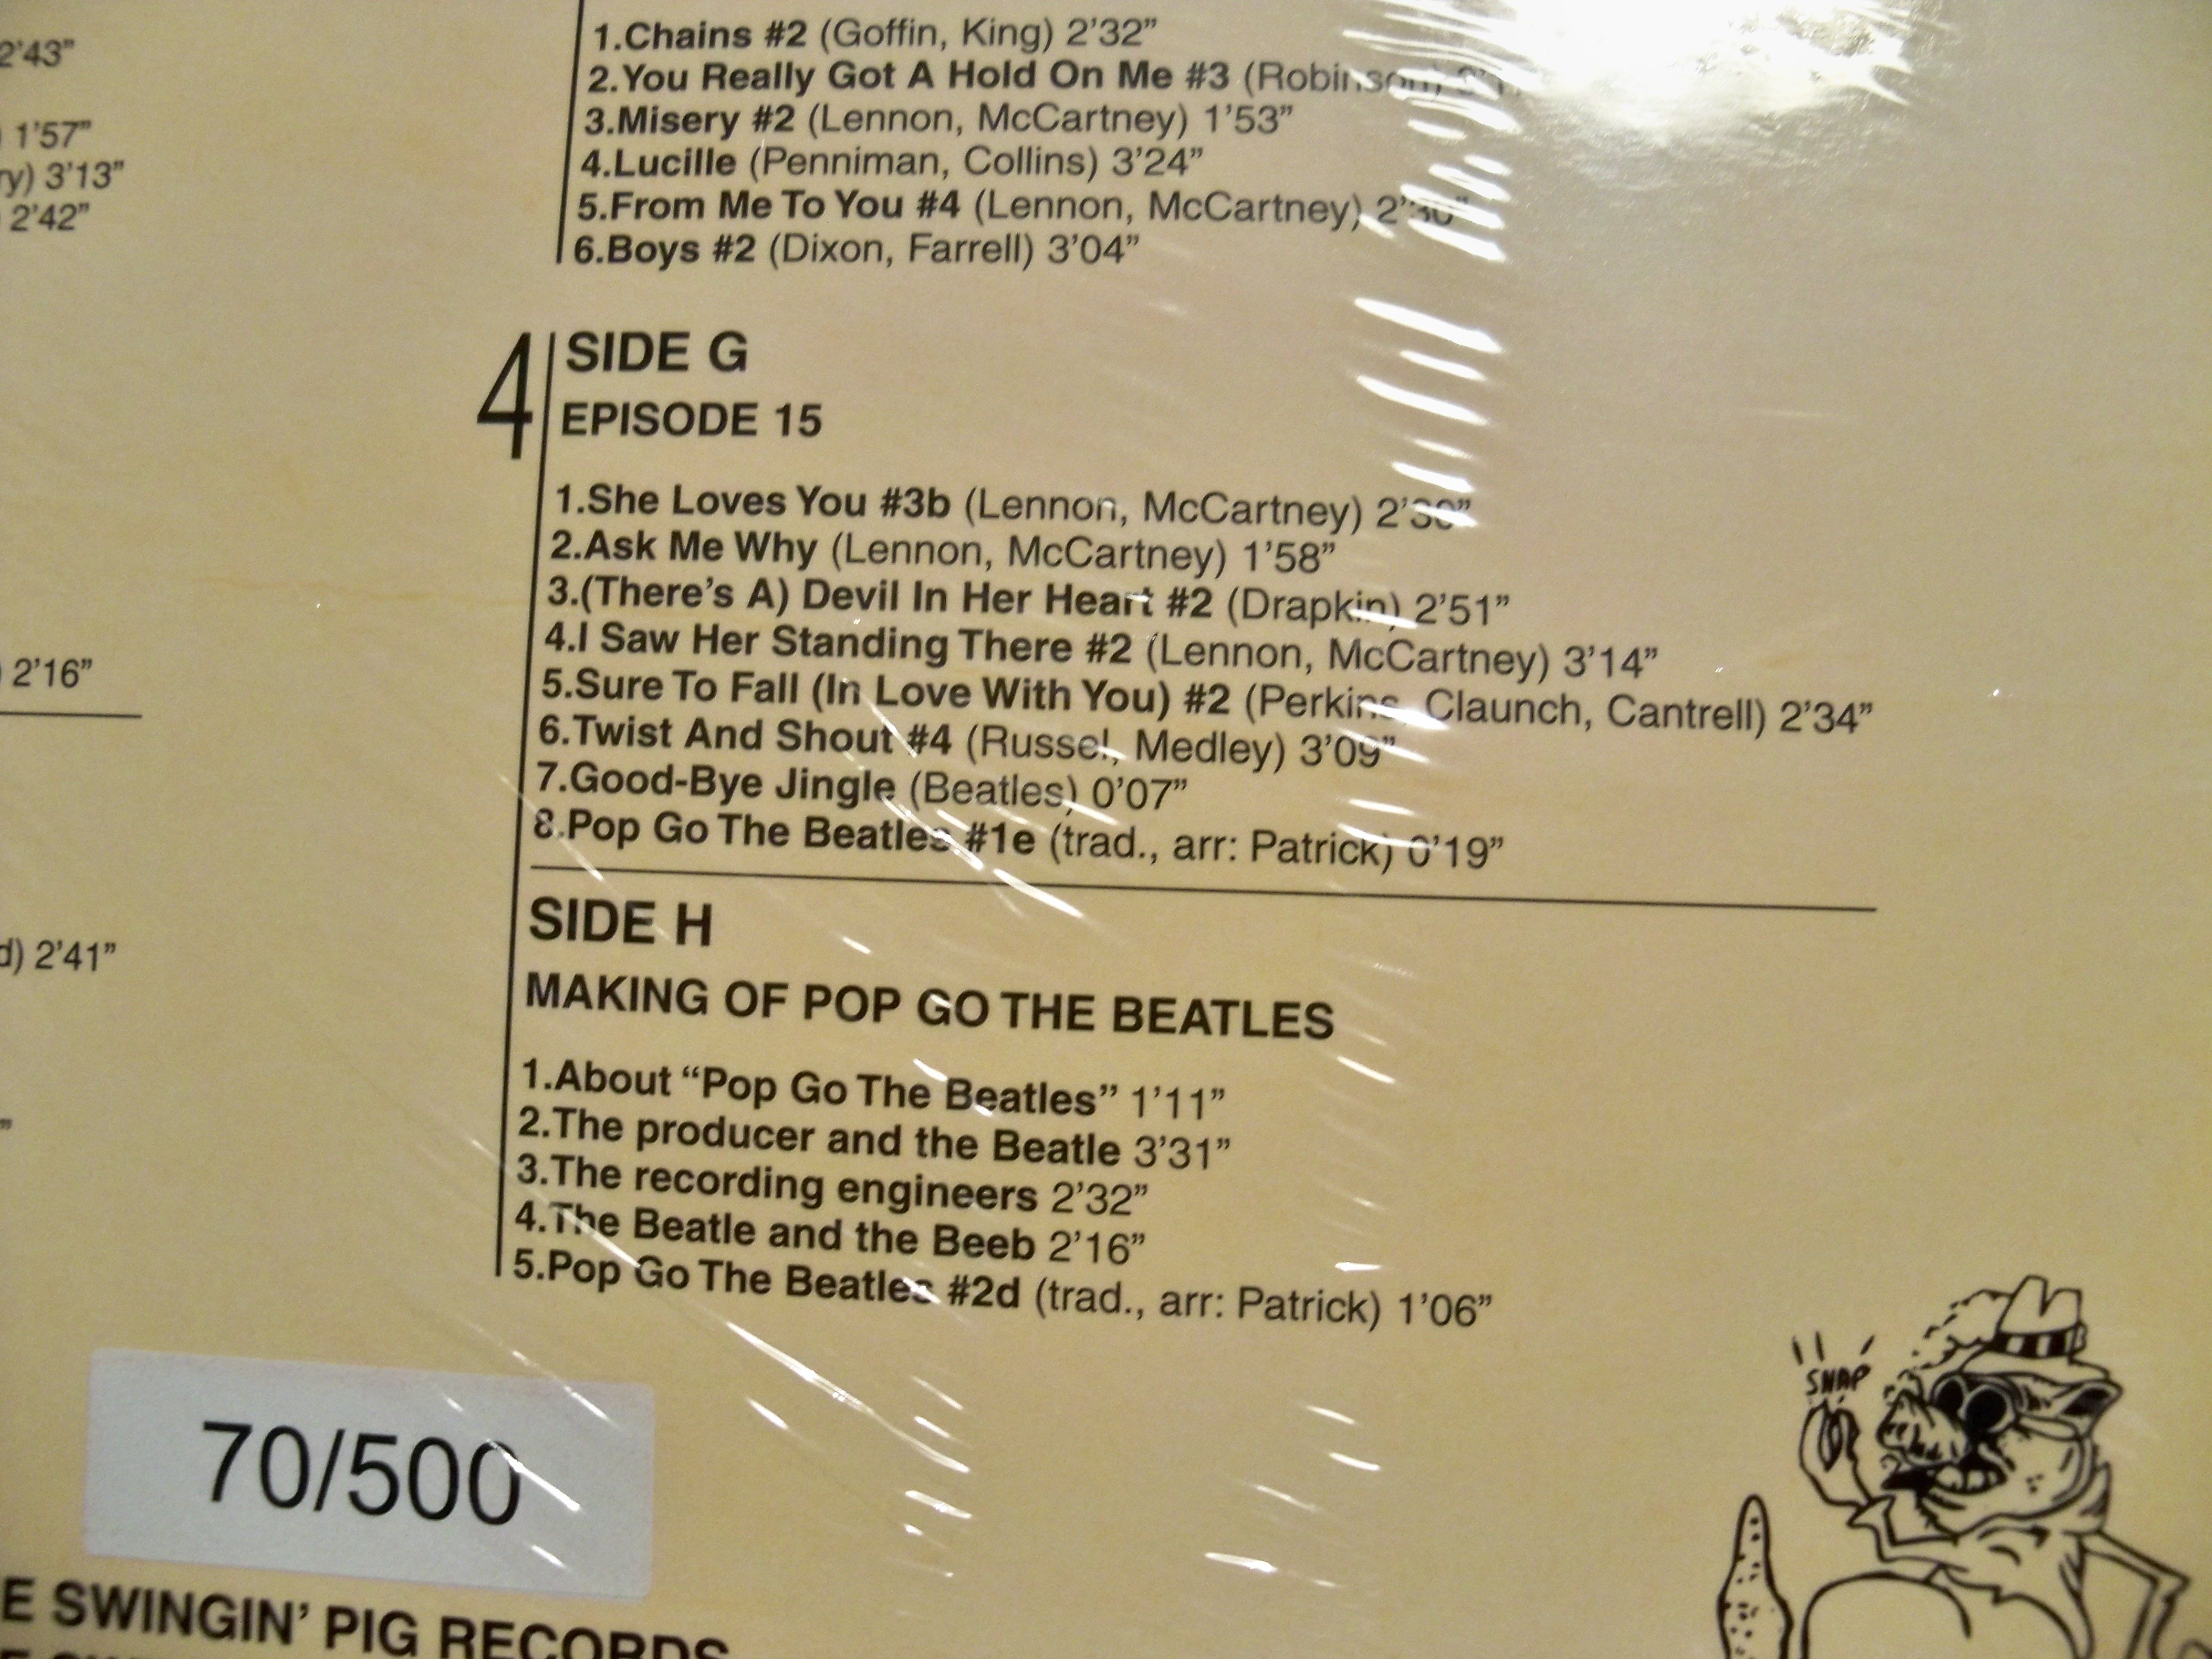 2’43”
1’57”
ry) 3’13”
2’42”
2’16”
d) 2’41”
”
1.Chains #2 (Goffin, King) 2’32”
2.You Really Got A Hold On Me #3 (Robinson)
3.Misery #2 (Lennon, McCartney) 1’53”
4.Lucille (Penniman, Collins) 3’24”
5.From Me To You #4 (Lennon, McCartney) 2’30”
6.Boys #2 (Dixon, Farrell) 3’04”
4
SIDE G
EPISODE 15
1.She Loves You #3b (Lennon, McCartney) 2’30”
2.Ask Me Why (Lennon, McCartney) 1’58”
3.(There’s A) Devil In Her Heart #2 (Drapkin) 2’51”
4.I Saw Her Standing There #2 (Lennon, McCartney) 3’14”
5.Sure To Fall (In Love With You) #2 (Perkins, Claunch, Cantrell) 2’34”
6.Twist And Shout #4 (Russel, Medley) 3’09”
7.Good-Bye Jingle (Beatles) 0’07”
8.Pop Go The Beatles #1e (trad., arr: Patrick) 0’19”
SIDE H
MAKING OF POP GO THE BEATLES
1.About “Pop Go The Beatles” 1’11”
2.The producer and the Beatle 3’31”
3.The recording engineers 2’32”
4.The Beatle and the Beeb 2’16”
5.Pop Go The Beatles #2d (trad., arr: Patrick) 1’06”
SNAP
70/500
E SWINGIN’ PIG RECORDS